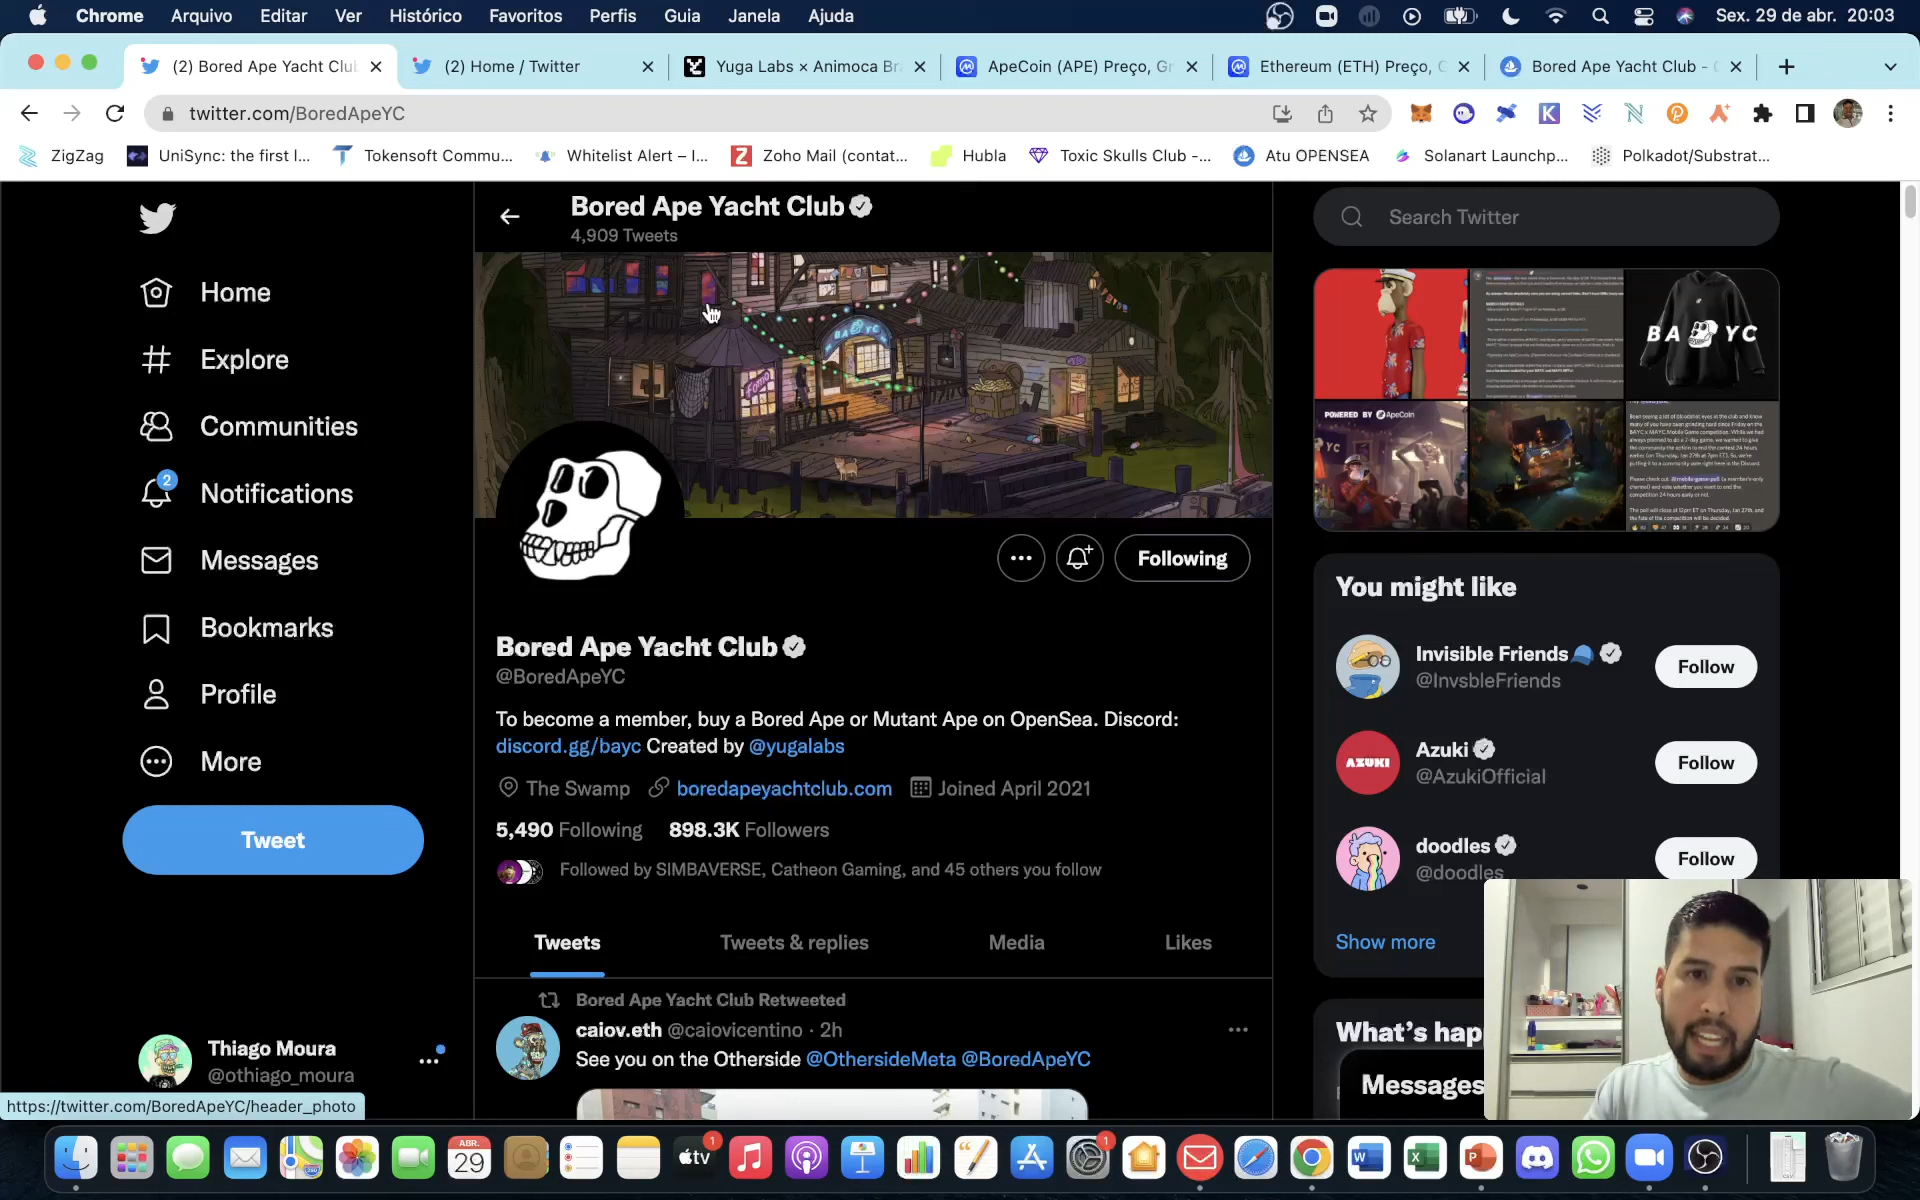 Chrome Arquivo Editar Ver Histórico Favoritos Perfis Guia Janela Ajuda Sex. 29 de abr. 20:03
(2) Bored Ape Yacht Clu
(2) Home / Twitter
Yuga Labs × Animoca Br
ApeCoin (APE) Preço, Gr
Ethereum (ETH) Preço, G
Bored Ape Yacht Club -
twitter.com/BoredApeYC
ZigZag
UniSync: the first I...
Tokensoft Commu...
Whitelist Alert – I...
Zoho Mail (contat...
Hubla
Toxic Skulls Club -...
Atu OPENSEA
Solanart Launchp...
Polkadot/Substrat...
Home
Explore
Communities
2
Notifications
Messages
Bookmarks
Profile
More
Tweet
Thiago Moura
@othiago_moura
https://twitter.com/BoredApeYC/header_photo
Bored Ape Yacht Club
4,909 Tweets
BAYC
Following
Bored Ape Yacht Club
@BoredApeYC
To become a member, buy a Bored Ape or Mutant Ape on OpenSea. Discord:
discord.gg/bayc Created by @yugalabs
The Swamp boredapeyachtclub.com Joined April 2021
5,490 Following 898.3K Followers
Followed by SIMBAVERSE, Catheon Gaming, and 45 others you follow
Tweets Tweets & replies Media Likes
Bored Ape Yacht Club Retweeted
caiov.eth @caiovicentino · 2h
See you on the Otherside @OthersideMeta @BoredApeYC
Search Twitter
BA YC
POWERED BY ApeCoin
You might like
Invisible Friends
@InvsbleFriends
Follow
AZUKI
Azuki
@AzukiOfficial
Follow
doodles
@doodles
Follow
Show more
What's hap
Messages
ABR.
29
tv
1
1